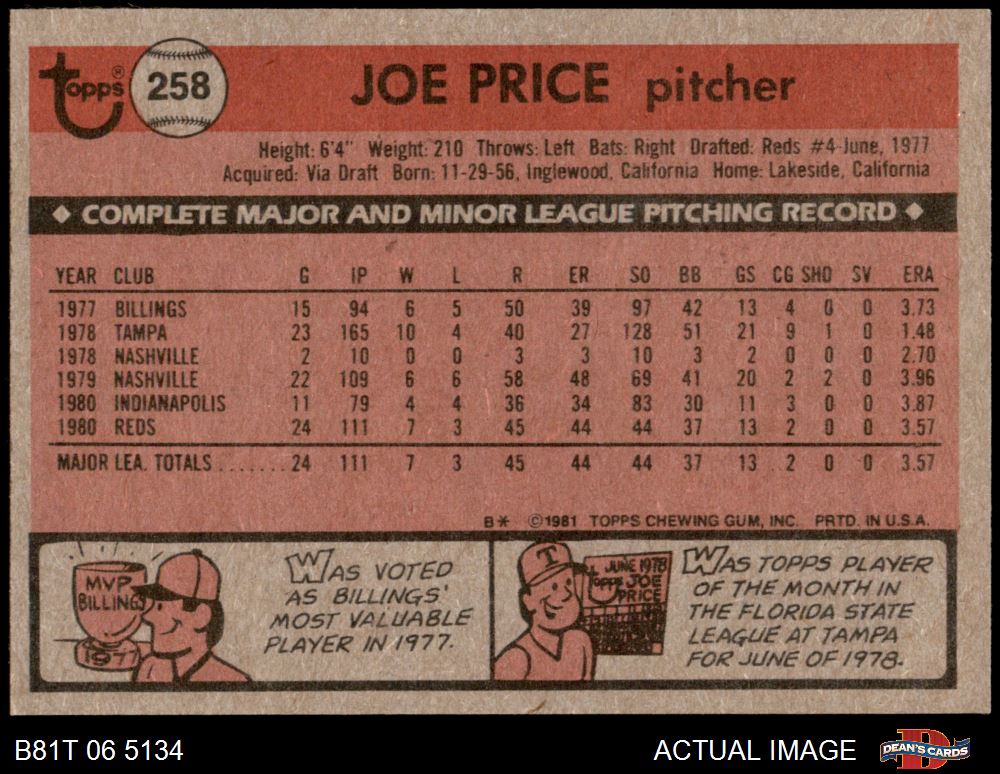 Topps® 258 JOE PRICE pitcher
Height: 6'4" Weight: 210 Throws: Left Bats: Right Drafted: Reds #4-June, 1977
Acquired: Via Draft Born: 11-29-56, Inglewood, California Home: Lakeside, California
◆ COMPLETE MAJOR AND MINOR LEAGUE PITCHING RECORD ◆
YEAR CLUB G IP W L R ER SO BB GS CG SHO SV ERA
1977 BILLINGS 15 94 6 5 50 39 97 42 13 4 0 0 3.73
1978 TAMPA 23 165 10 4 40 27 128 51 21 9 1 0 1.48
1978 NASHVILLE 2 10 0 0 3 3 10 3 2 0 0 0 2.70
1979 NASHVILLE 22 109 6 6 58 48 69 41 20 2 2 0 3.96
1980 INDIANAPOLIS 11 79 4 4 36 34 83 30 11 3 0 0 3.87
1980 REDS 24 111 7 3 45 44 44 37 13 2 0 0 3.57
MAJOR LEA. TOTALS.......24 111 7 3 45 44 44 37 13 2 0 0 3.57
B* ©1981 TOPPS CHEWING GUM, INC. PRTD. IN U.S.A.
MVP
BILLINGS
1977
WAS VOTED
AS BILLINGS'
MOST VALUABLE
PLAYER IN 1977.
T
JUNE 1978
Topps JOE
PRICE
WAS TOPPS PLAYER
OF THE MONTH IN
THE FLORIDA STATE
LEAGUE AT TAMPA
FOR JUNE OF 1978.
B81T 06 5134 ACTUAL IMAGE D DEAN'S CARDS